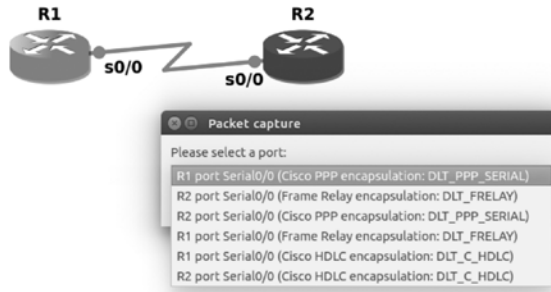 R1
R2
s0/0
s0/0
Packet capture
Please select a port:
R1 port Serial0/0 (Cisco PPP encapsulation: DLT_PPP_SERIAL)
R2 port Serial0/0 (Frame Relay encapsulation: DLT_FRELAY)
R2 port Serial0/0 (Cisco PPP encapsulation: DLT_PPP_SERIAL)
R1 port Serial0/0 (Frame Relay encapsulation: DLT_FRELAY)
R1 port Serial0/0 (Cisco HDLC encapsulation: DLT_C_HDLC)
R2 port Serial0/0 (Cisco HDLC encapsulation: DLT_C_HDLC)